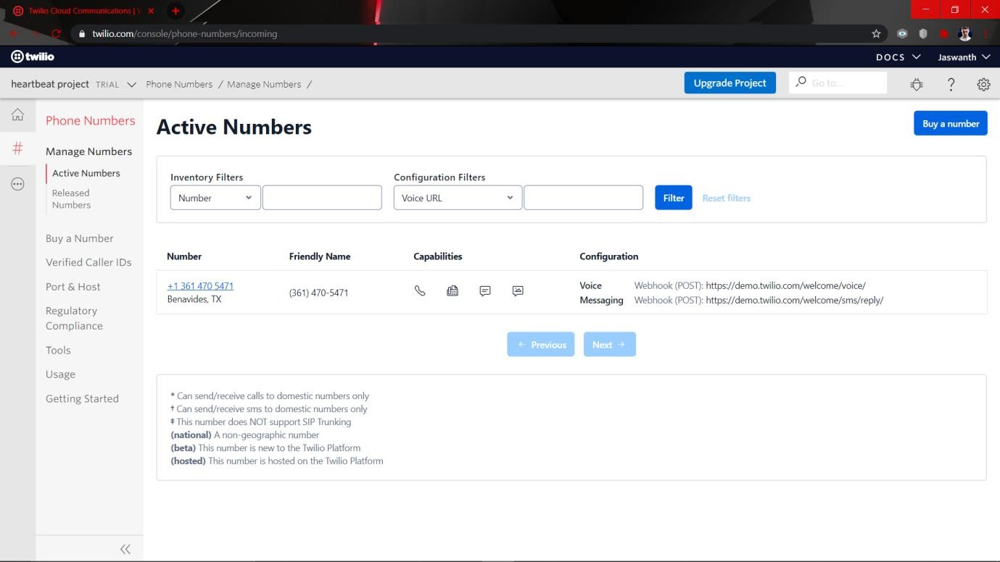 Twilio Cloud Communications | V
twilio.com/console/phone-numbers/incoming
twilio
DOCS
Jaswanth
heartbeat project TRIAL
Phone Numbers / Manage Numbers /
Upgrade Project
Go to...
?
Phone Numbers
Manage Numbers
Active Numbers
Released
Numbers
Buy a Number
Verified Caller IDs
Port & Host
Regulatory
Compliance
Tools
Usage
Getting Started
Active Numbers
Buy a number
Inventory Filters
Configuration Filters
Number
Voice URL
Filter
Reset filters
Number Friendly Name Capabilities Configuration
+1 361 470 5471
Benavides, TX
(361) 470-5471
Voice Webhook (POST): https://demo.twilio.com/welcome/voice/
Messaging Webhook (POST): https://demo.twilio.com/welcome/sms/reply/
← Previous
Next →
* Can send/receive calls to domestic numbers only
† Can send/receive sms to domestic numbers only
‡ This number does NOT support SIP Trunking
(national) A non-geographic number
(beta) This number is new to the Twilio Platform
(hosted) This number is hosted on the Twilio Platform